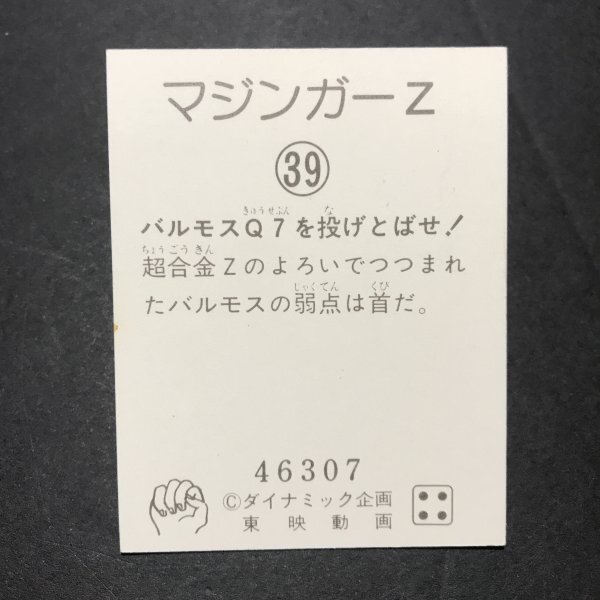 マジンガーZ
39
バルモスQ7を投げとばせ！
超合金Zのよろいでつつまれ
たバルモスの弱点は首だ。
46307
©ダイナミック企画
東映動画